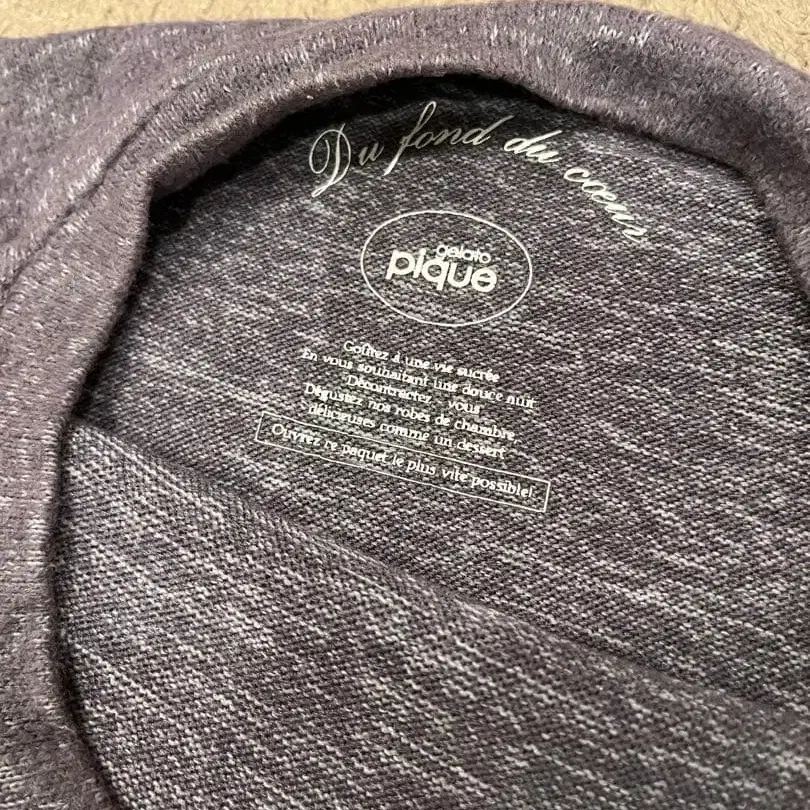 Du fond du cœur
gelato
pique
Goûtez à une vie sucrée
En vous souhaitant une douce nuit
Décontractez vous
Dégustez nos robes de chambre,
délicieuses comme un dessert
Ouvrez ce paquet le plus vite possible!